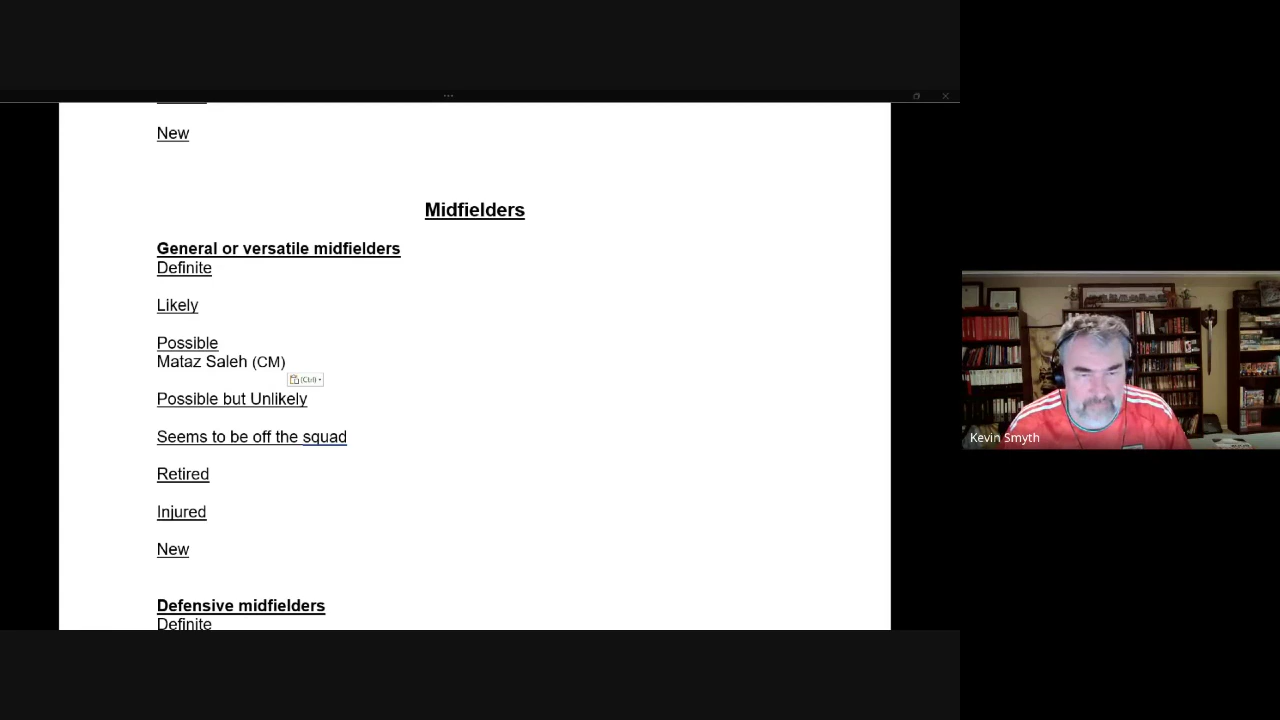 New
Midfielders
General or versatile midfielders
Definite
Likely
Possible
Mataz Saleh (CM)
(Ctrl)
Possible but Unlikely
Seems to be off the squad
Retired
Injured
New
Defensive midfielders
Definite
Kevin Smyth